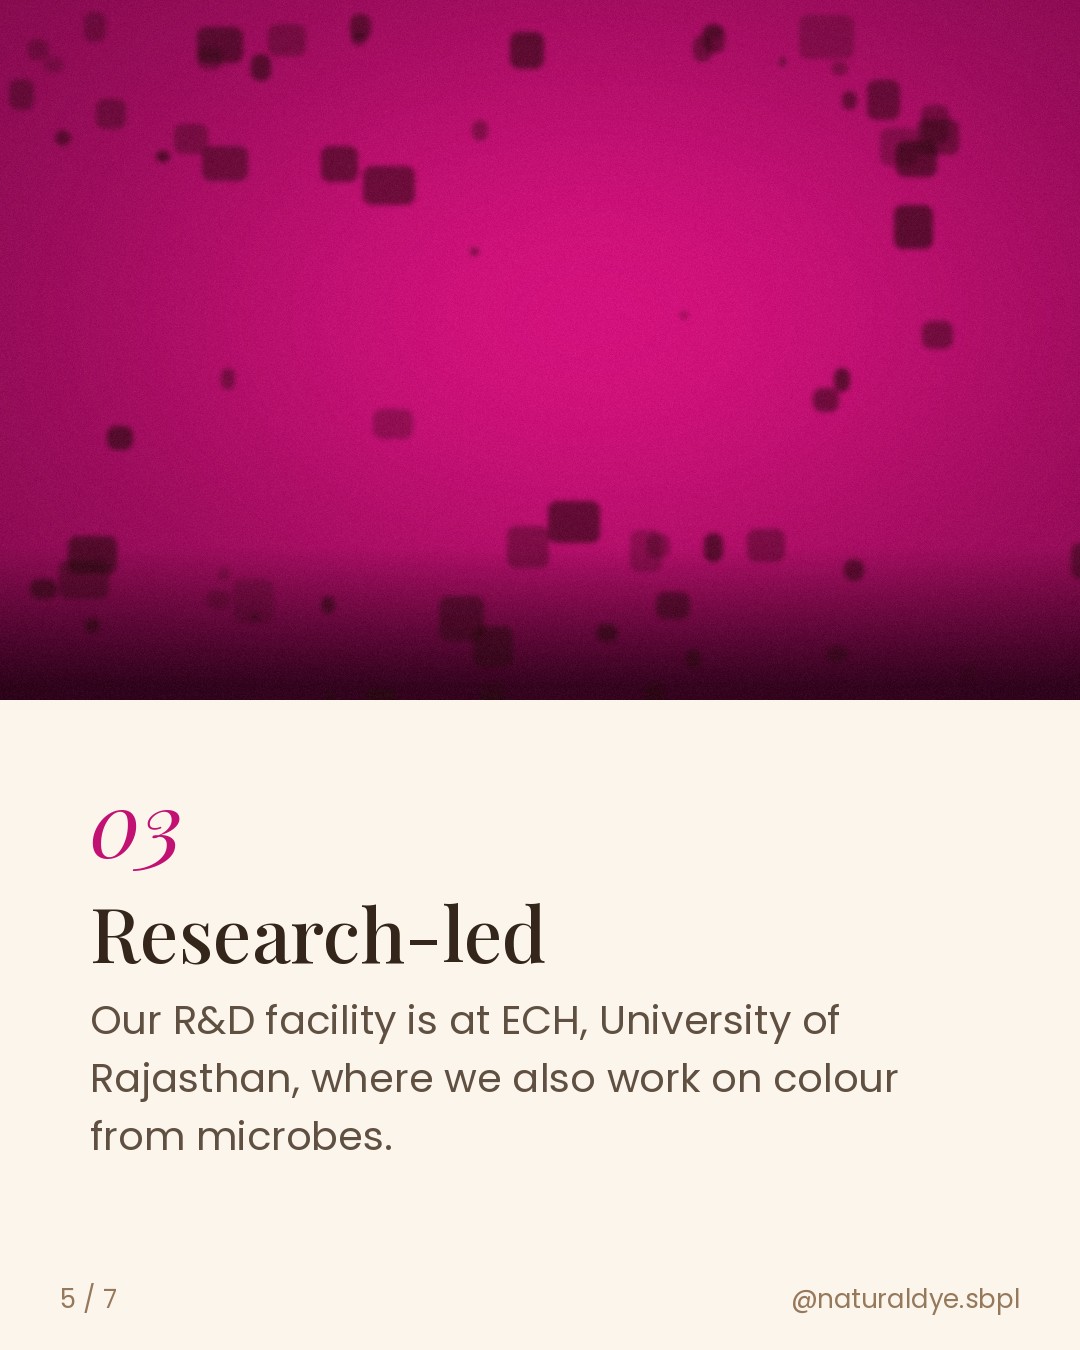 03
Research-led
Our R&D facility is at ECH, University of
Rajasthan, where we also work on colour
from microbes.
5 / 7
@naturaldye.sbpl